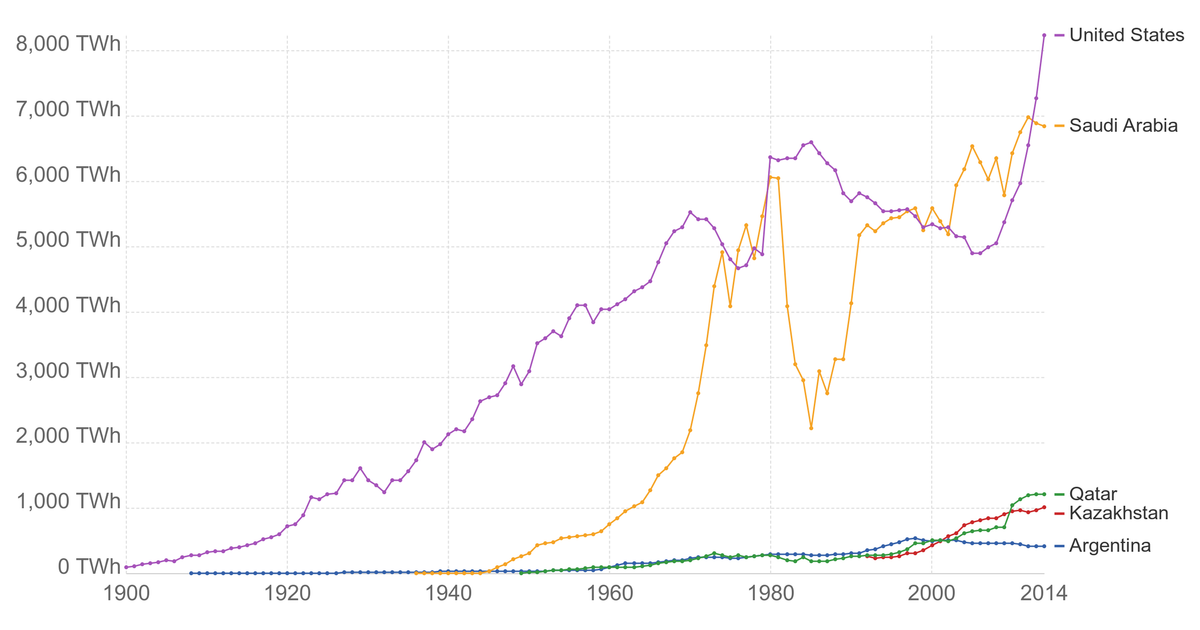 8,000 TWh
7,000 TWh
6,000 TWh
5,000 TWh
4,000 TWh
3,000 TWh
2,000 TWh
1,000 TWh
0 TWh
1900
1920
1940
1960
1980
2000
2014
United States
Saudi Arabia
Qatar
Kazakhstan
Argentina